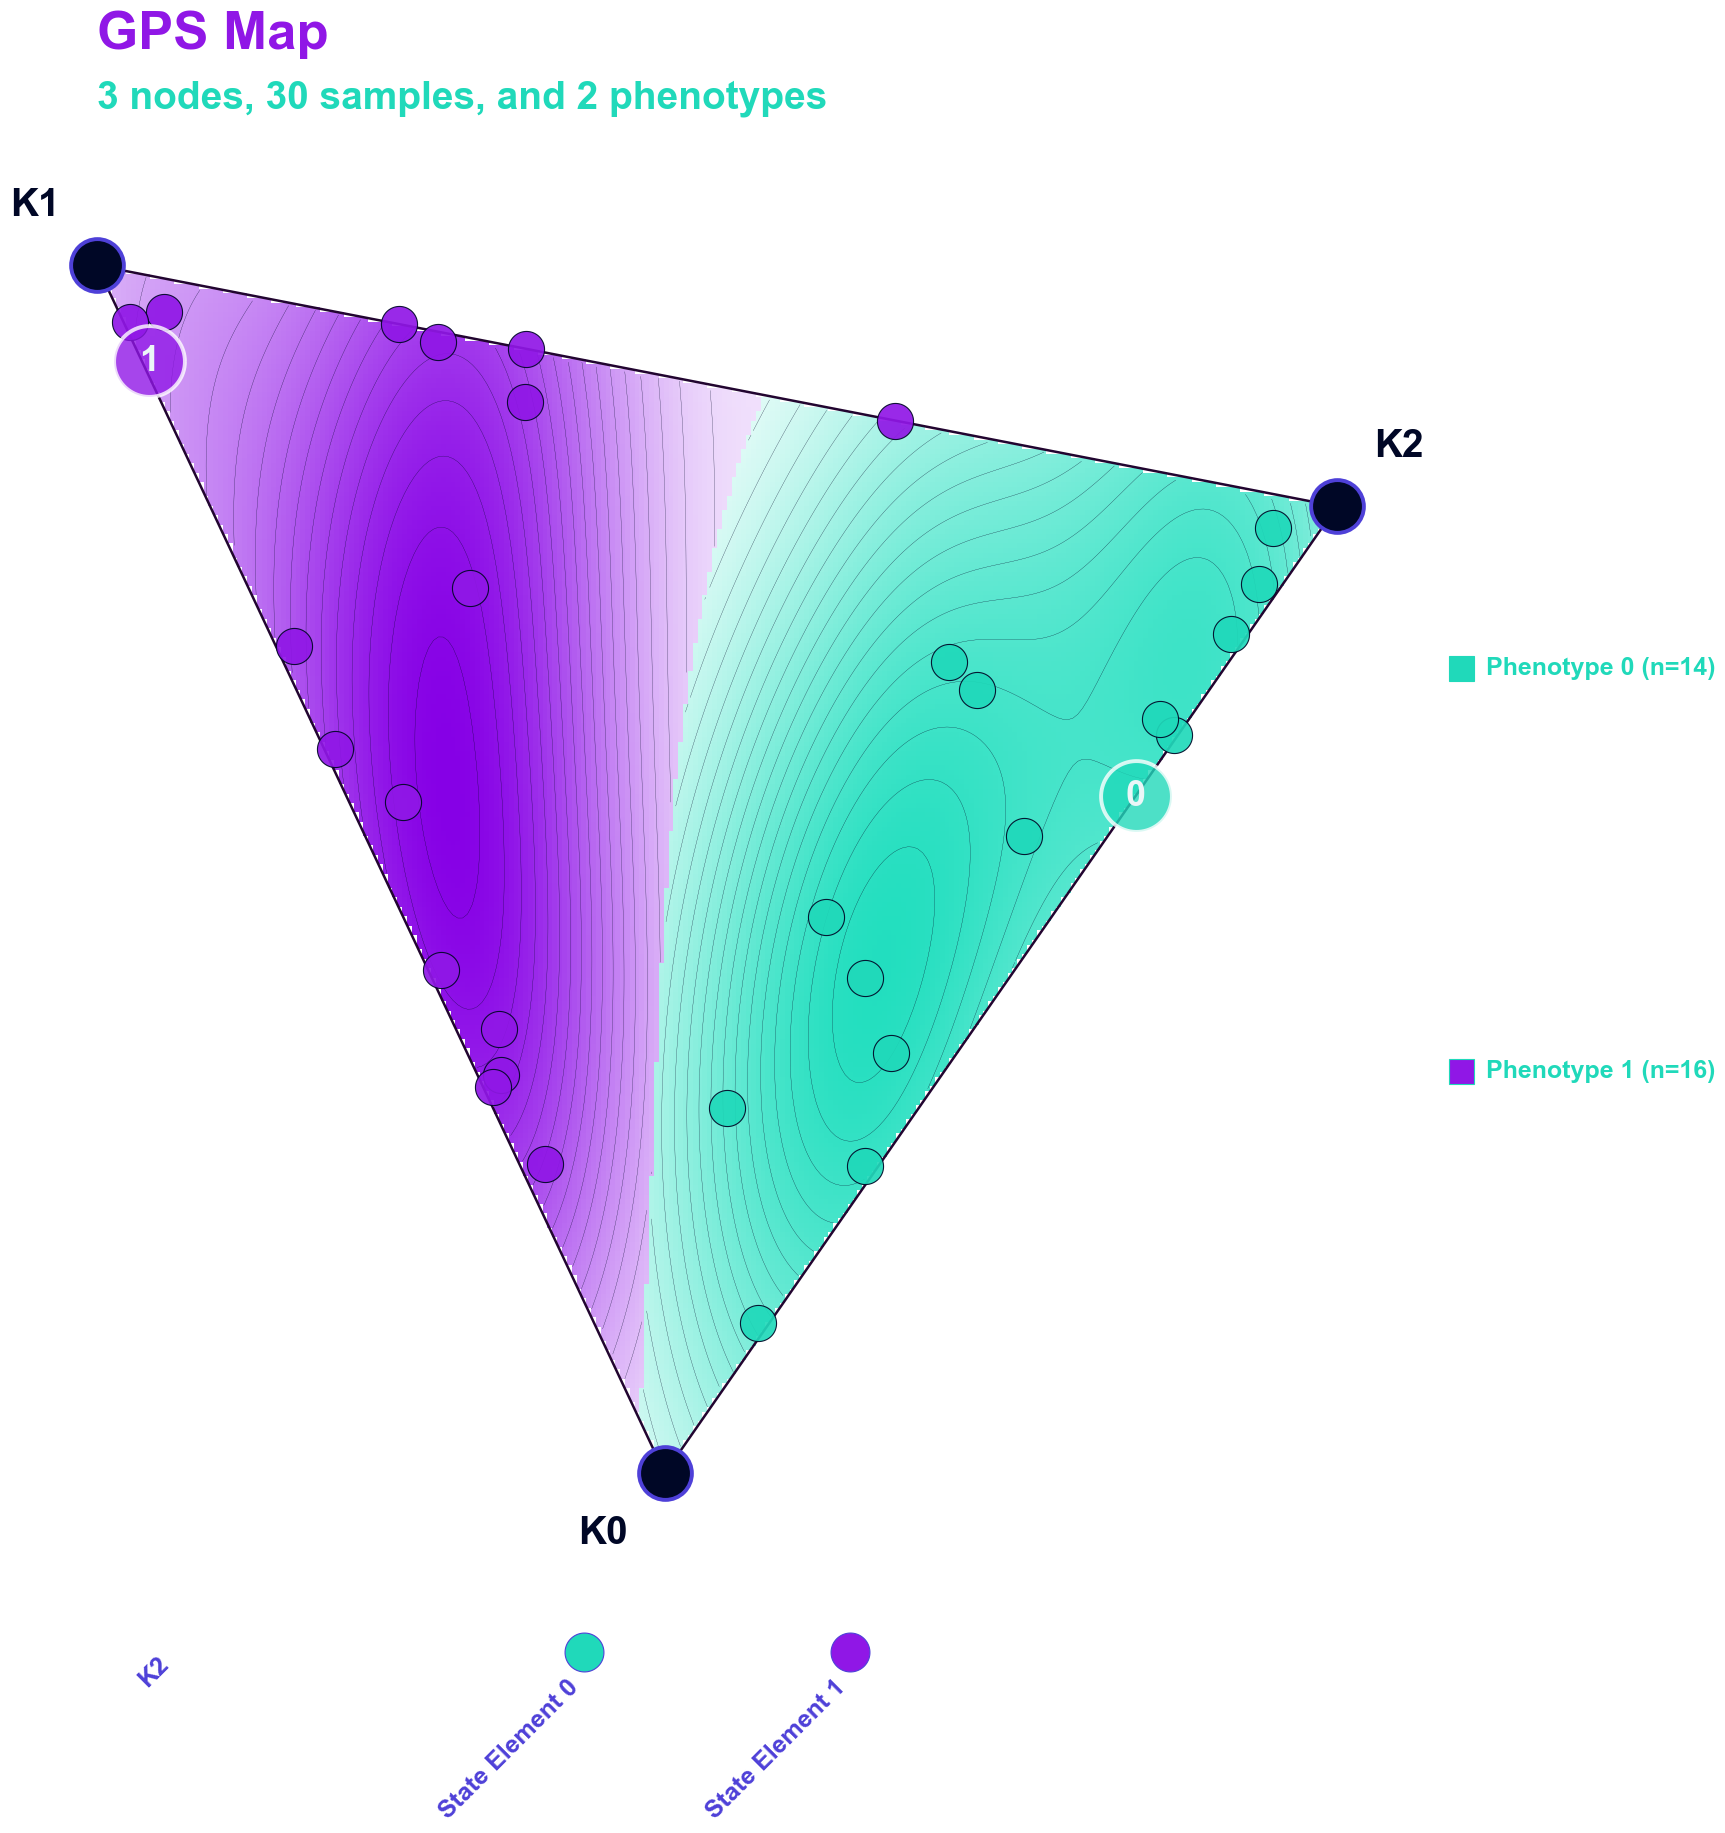 GPS Map
3 nodes, 30 samples, and 2 phenotypes
K1
1
K2
Phenotype 0 (n=14)
0
Phenotype 1 (n=16)
K0
K2
State Element 0
State Element 1